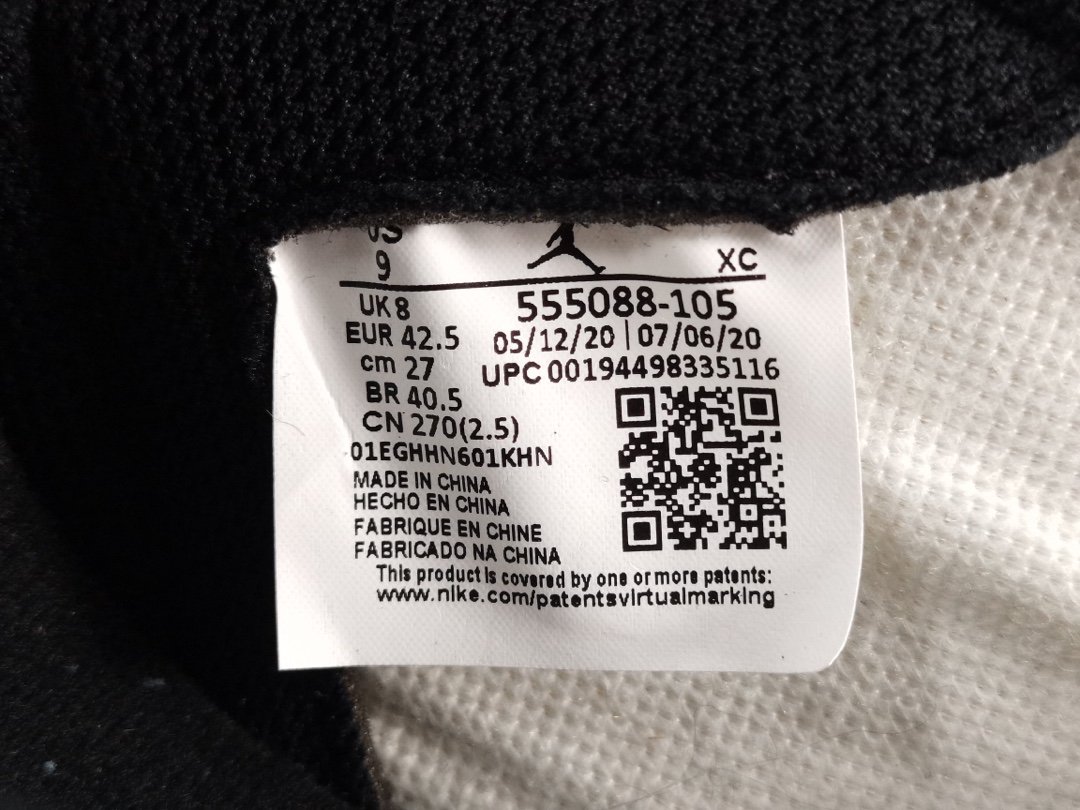 US
9
XC
UK 8
555088-105
EUR 42.5
05/12/20 | 07/06/20
cm 27
UPC 00194498335116
BR 40.5
CN 270(2.5)
01EGHHN601KHN
MADE IN CHINA
HECHO EN CHINA
FABRIQUE EN CHINE
FABRICADO NA CHINA
This product is covered by one or more patents:
www.nike.com/patentsvirtualmarking